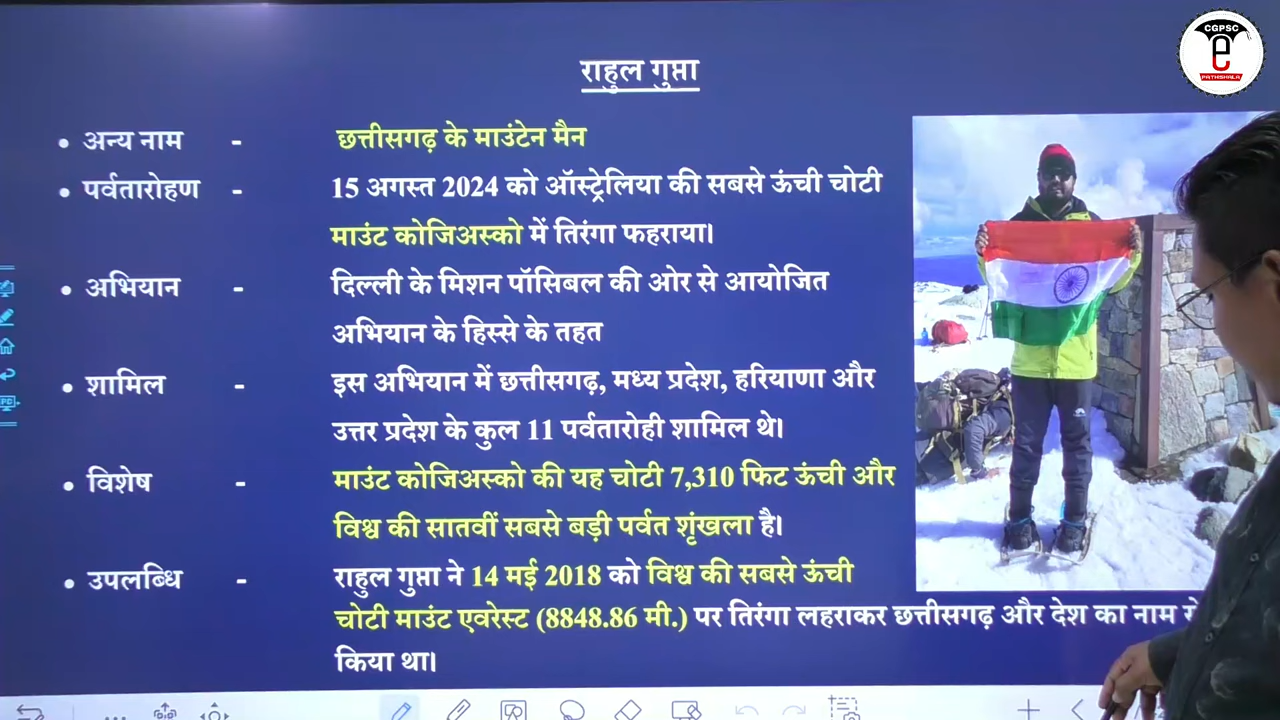 CGPSC
e
PATHSHALA
राहुल गुप्ता
• अन्य नाम - छत्तीसगढ़ के माउंटेन मैन
• पर्वतारोहण - 15 अगस्त 2024 को ऑस्ट्रेलिया की सबसे ऊंची चोटी
माउंट कोजिअस्को में तिरंगा फहराया।
• अभियान - दिल्ली के मिशन पॉसिबल की ओर से आयोजित
अभियान के हिस्से के तहत
• शामिल - इस अभियान में छत्तीसगढ़, मध्य प्रदेश, हरियाणा और
उत्तर प्रदेश के कुल 11 पर्वतारोही शामिल थे।
• विशेष - माउंट कोजिअस्को की यह चोटी 7,310 फिट ऊंची और
विश्व की सातवीं सबसे बड़ी पर्वत शृंखला है।
• उपलब्धि - राहुल गुप्ता ने 14 मई 2018 को विश्व की सबसे ऊंची
चोटी माउंट एवरेस्ट (8848.86 मी.) पर तिरंगा लहराकर छत्तीसगढ़ और देश का नाम
किया था।